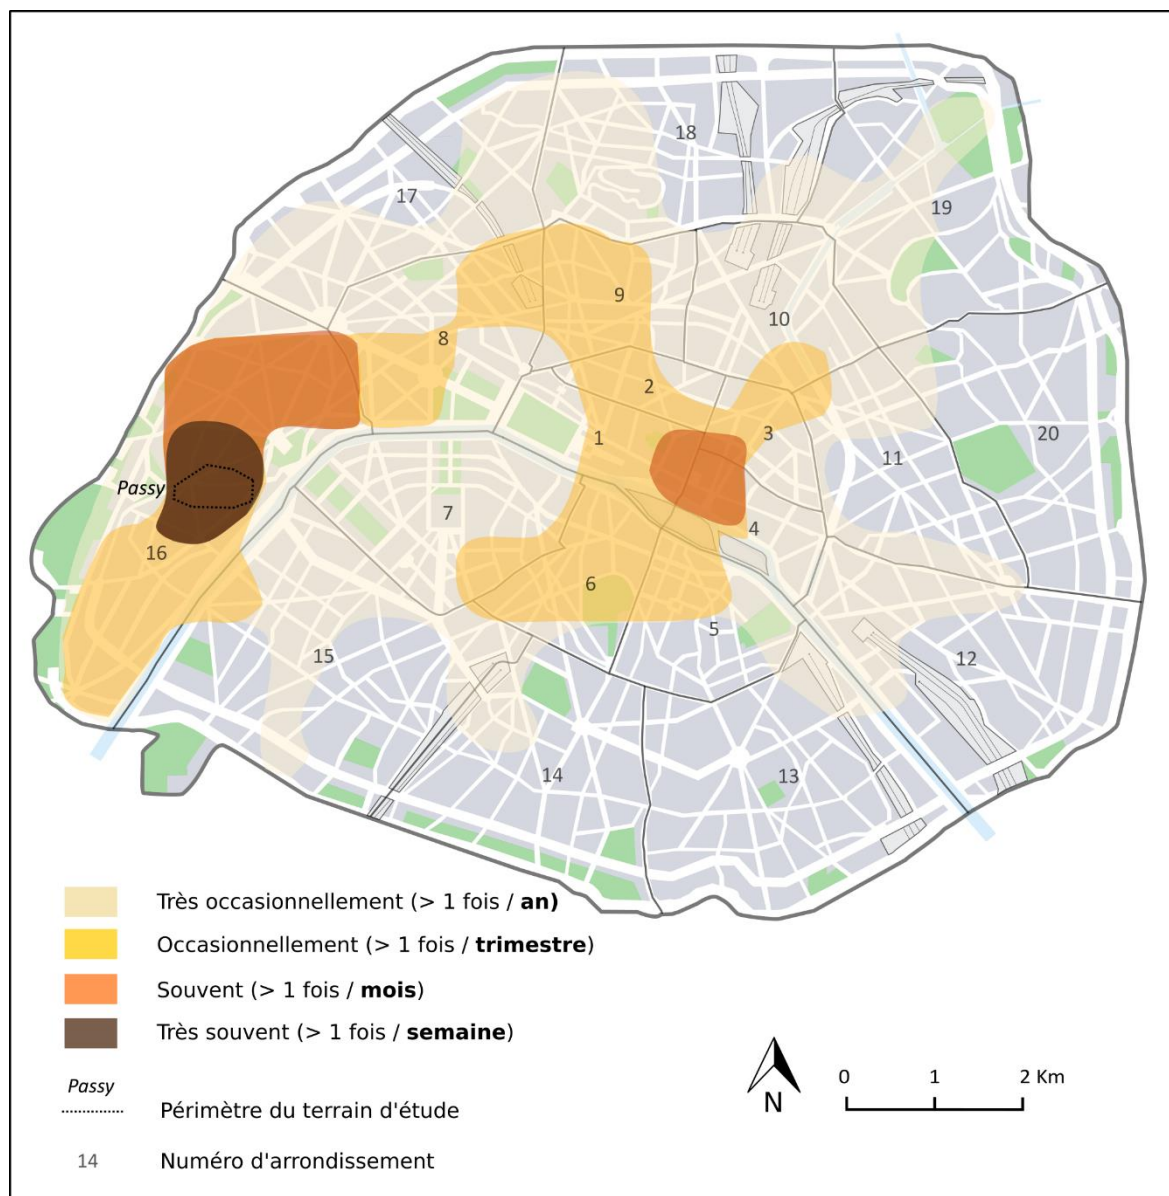 18
17
19
9
10
8
2
1
3
20
11
Passy
7
4
16
6
5
15
12
14
13
Très occasionnellement (> 1 fois / an)
Occasionnellement (> 1 fois / trimestre)
Souvent (> 1 fois / mois)
Très souvent (> 1 fois / semaine)
Passy
Périmètre du terrain d'étude
14 Numéro d'arrondissement
N
0 1 2 Km